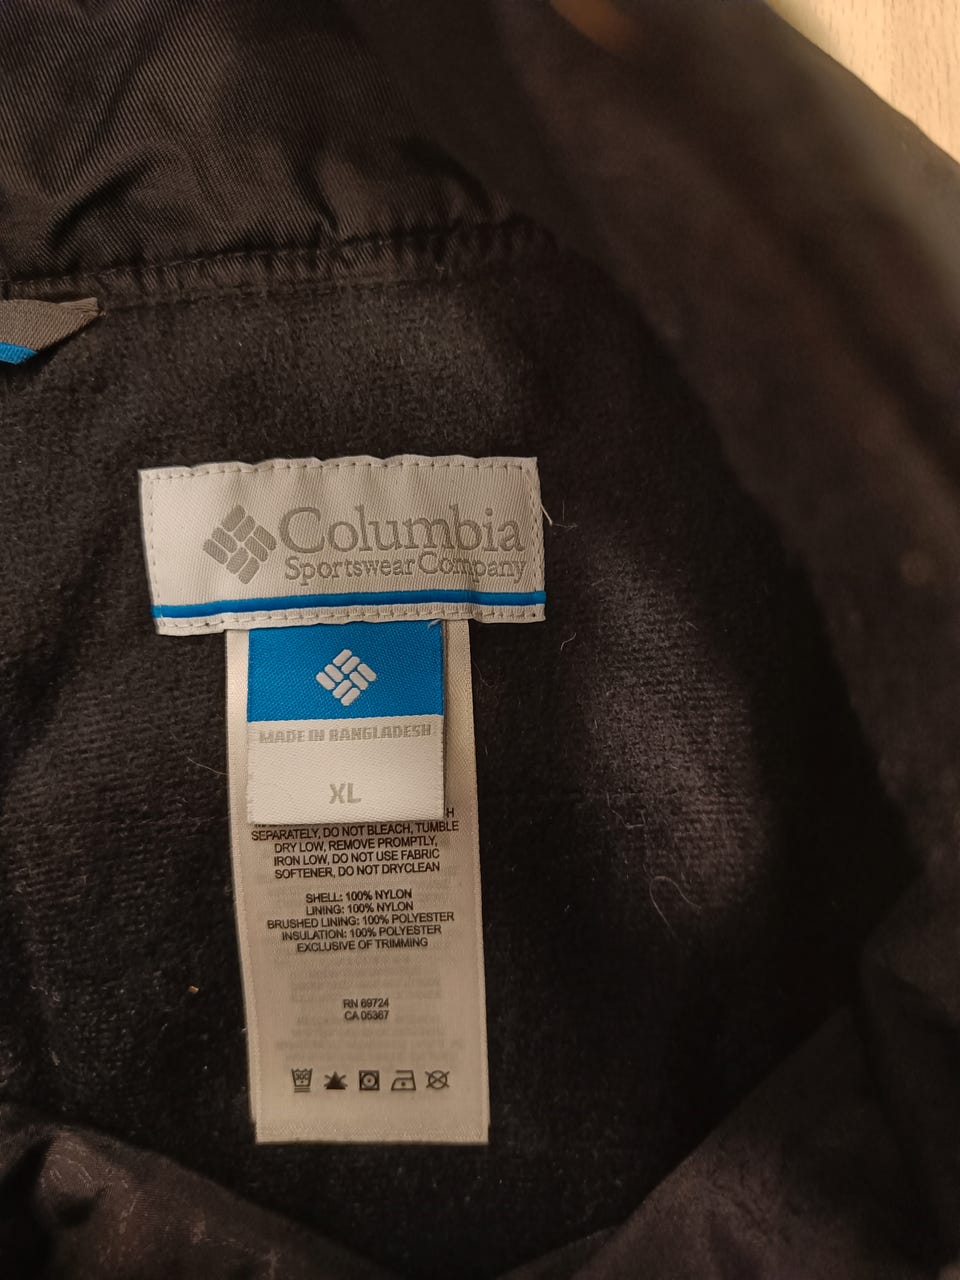 Columbia
Sportswear Company
MADE IN BANGLADESH
XL
SEPARATELY, DO NOT BLEACH, TUMBLE
DRY LOW, REMOVE PROMPTLY,
IRON LOW, DO NOT USE FABRIC
SOFTENER, DO NOT DRYCLEAN
SHELL: 100% NYLON
LINING: 100% NYLON
BRUSHED LINING: 100% POLYESTER
INSULATION: 100% POLYESTER
EXCLUSIVE OF TRIMMING
RN 69724
CA 05367